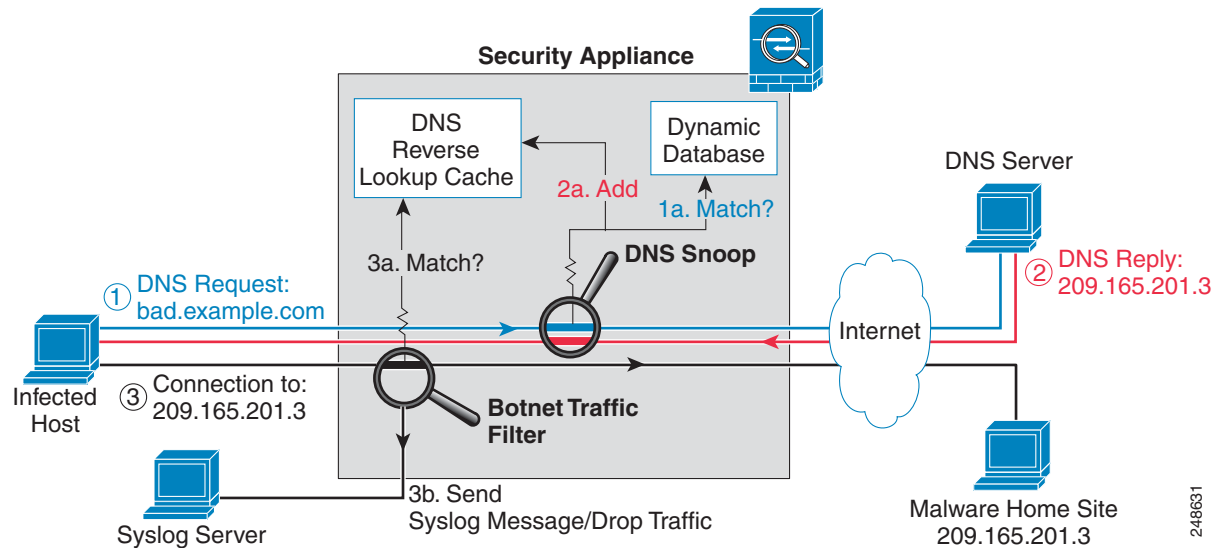 Security Appliance
DNS
Reverse
Lookup Cache
Dynamic
Database
DNS Server
2a. Add
1a. Match?
3a. Match?
DNS Snoop
① DNS Request:
bad.example.com
② DNS Reply:
209.165.201.3
Internet
Infected
Host
③ Connection to:
209.165.201.3
Botnet Traffic
Filter
3b. Send
Syslog Message/Drop Traffic
Syslog Server
Malware Home Site
209.165.201.3
248631